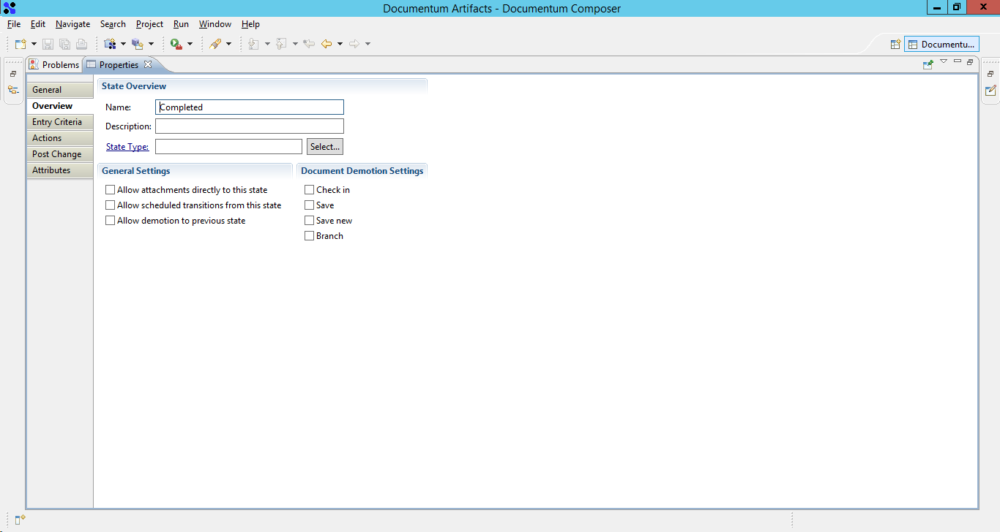 Documentum Artifacts - Documentum Composer
File Edit Navigate Search Project Run Window Help
Documentu...
Problems Properties
General
Overview
Entry Criteria
Actions
Post Change
Attributes
State Overview
Name: Completed
Description:
State Type: Select...
General Settings
Allow attachments directly to this state
Allow scheduled transitions from this state
Allow demotion to previous state
Document Demotion Settings
Check in
Save
Save new
Branch